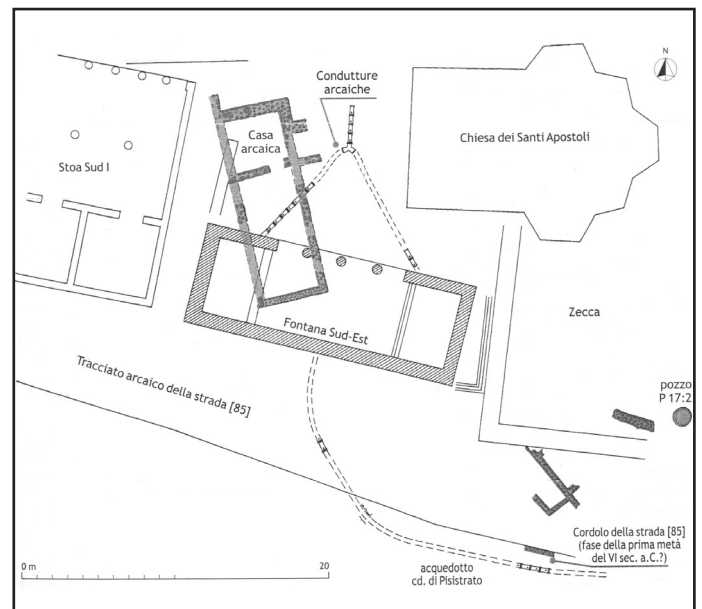 N
Condutture
arcaiche
Casa
arcaica
Chiesa dei Santi Apostoli
Stoa Sud I
Fontana Sud-Est
Zecca
Tracciato arcaico della strada [85]
pozzo
P 17:2
Cordolo della strada [85]
(fase della prima metà
del VI sec. a.C.?)
0 m
20
acquedotto
cd. di Pisistrato